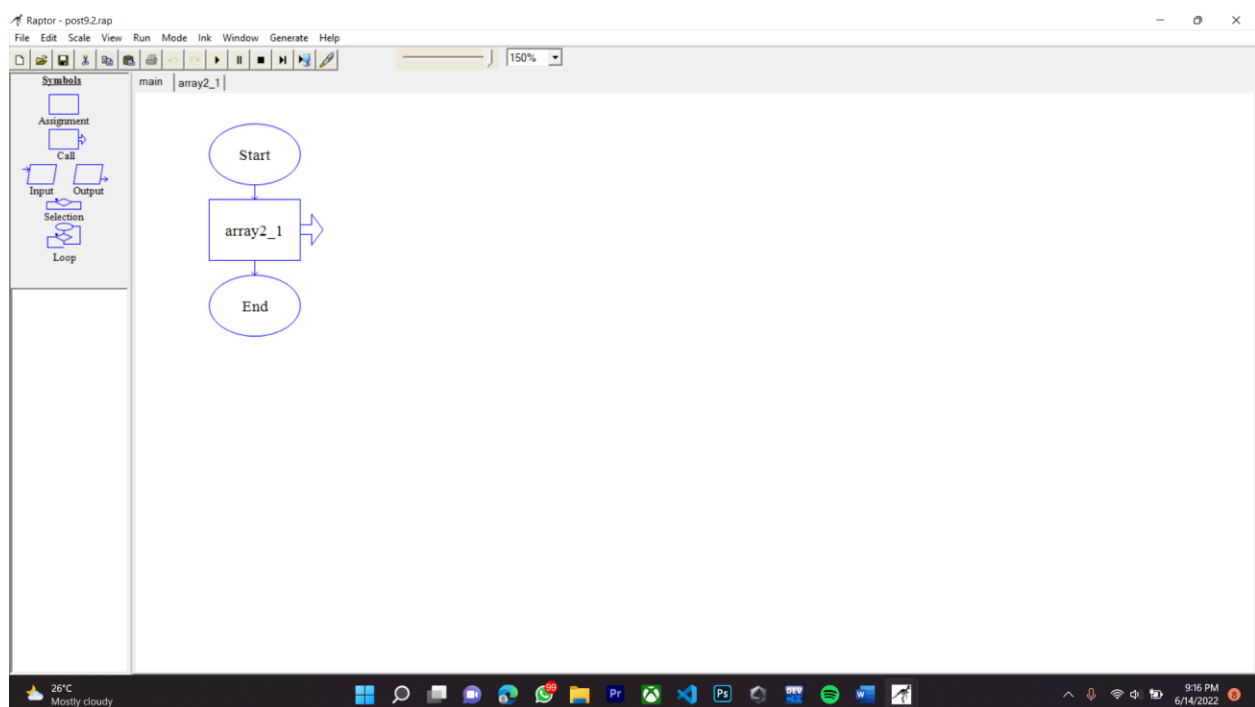 Raptor - post9.2.rap
File Edit Scale View Run Mode Ink Window Generate Help
150%
Symbols
main array2_1
Assignment
Call
Input Output
Selection
Loop
Start
array2_1
End
26°C
Mostly cloudy
99
Pr
Ps
DEV
W
9:16 PM
6/14/2022
8